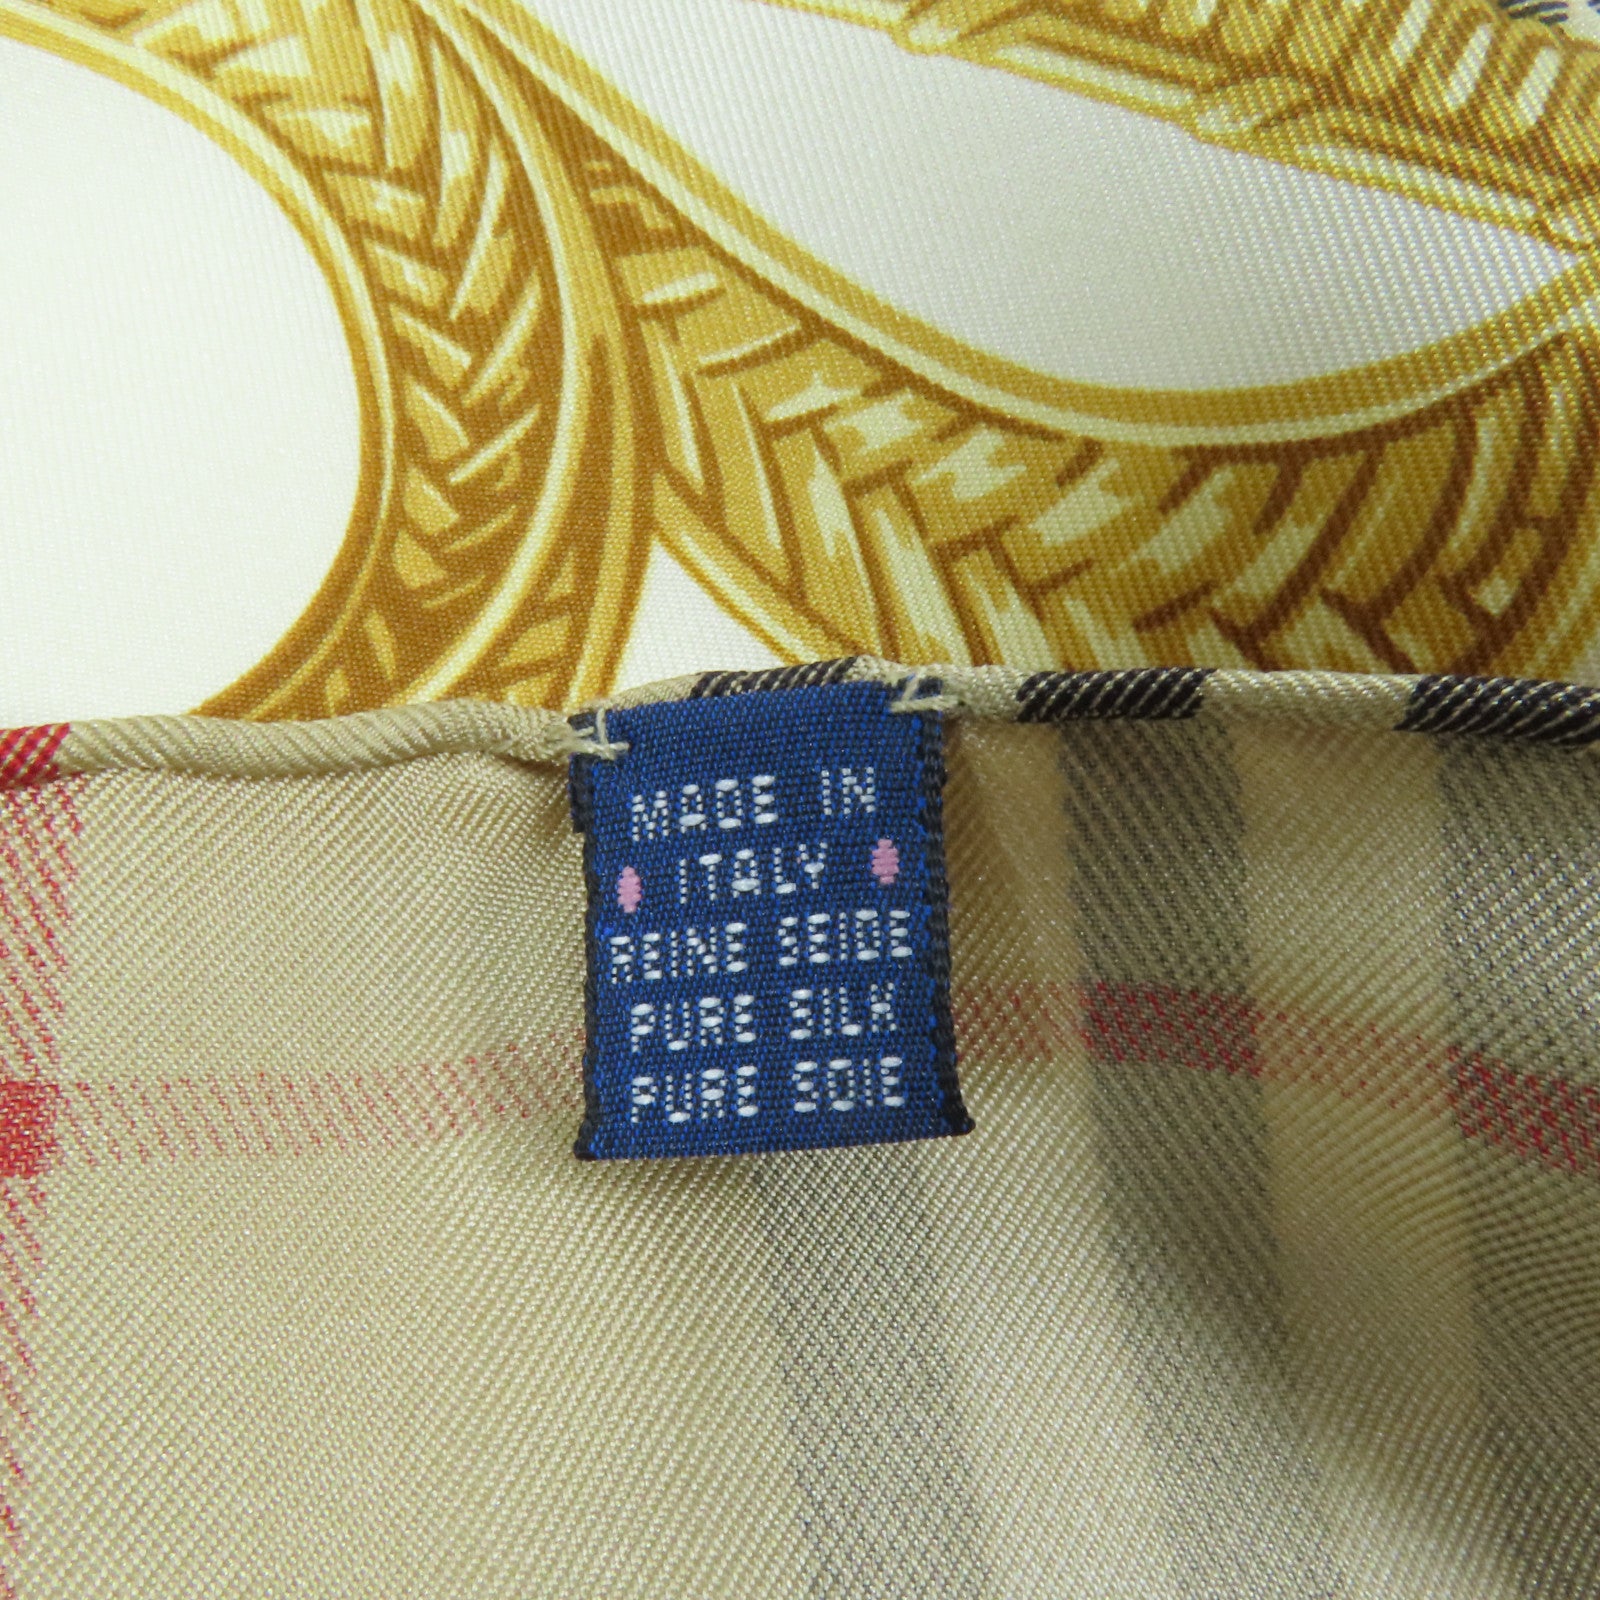 MADE IN
ITALY
REINE SEIDE
PURE SILK
PURE SOIE